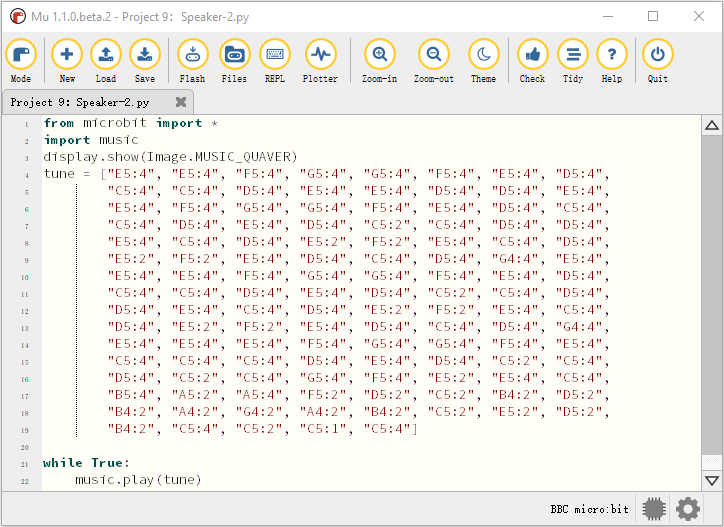 Mu 1.1.0.beta.2 - Project 9: Speaker-2.py
Mode New Load Save Flash Files REPL Plotter Zoom-in Zoom-out Theme Check Tidy Help Quit
Project 9: Speaker-2.py
1 from microbit import *
2 import music
3 display.show(Image.MUSIC_QUAVER)
4 tune = ["E5:4", "E5:4", "F5:4", "G5:4", "G5:4", "F5:4", "E5:4", "D5:4",
5 "C5:4", "C5:4", "D5:4", "E5:4", "E5:4", "D5:4", "D5:4", "E5:4",
6 "E5:4", "F5:4", "G5:4", "G5:4", "F5:4", "E5:4", "D5:4", "C5:4",
7 "C5:4", "D5:4", "E5:4", "D5:4", "C5:2", "C5:4", "D5:4", "D5:4",
8 "E5:4", "C5:4", "D5:4", "E5:2", "F5:2", "E5:4", "C5:4", "D5:4",
9 "E5:2", "F5:2", "E5:4", "D5:4", "C5:4", "D5:4", "G4:4", "E5:4",
10 "E5:4", "E5:4", "F5:4", "G5:4", "G5:4", "F5:4", "E5:4", "D5:4",
11 "C5:4", "C5:4", "D5:4", "E5:4", "D5:4", "C5:2", "C5:4", "D5:4",
12 "D5:4", "E5:4", "C5:4", "D5:4", "E5:2", "F5:2", "E5:4", "C5:4",
13 "D5:4", "E5:2", "F5:2", "E5:4", "D5:4", "C5:4", "D5:4", "G4:4",
14 "E5:4", "E5:4", "E5:4", "F5:4", "G5:4", "G5:4", "F5:4", "E5:4",
15 "C5:4", "C5:4", "C5:4", "D5:4", "E5:4", "D5:4", "C5:2", "C5:4",
16 "D5:4", "C5:2", "C5:4", "G5:4", "F5:4", "E5:2", "E5:4", "C5:4",
17 "B5:4", "A5:2", "A5:4", "F5:2", "D5:2", "C5:2", "B4:2", "D5:2",
18 "B4:2", "A4:2", "G4:2", "A4:2", "B4:2", "C5:2", "E5:2", "D5:2",
19 "B4:2", "C5:4", "C5:2", "C5:1", "C5:4"]
20
21 while True:
22 music.play(tune)
BBC micro:bit